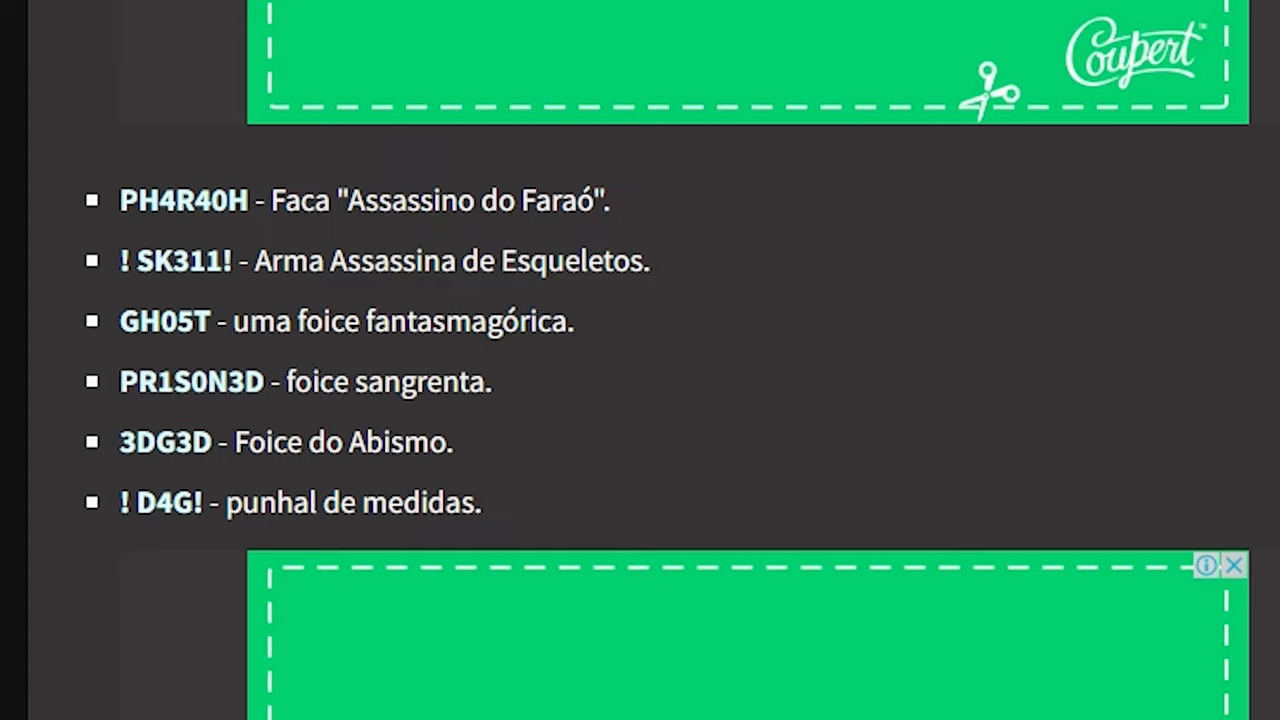 Coupert™
PH4R40H - Faca "Assassino do Faraó".
! SK311! - Arma Assassina de Esqueletos.
GH05T - uma foice fantasmagórica.
PR1S0N3D - foice sangrenta.
3DG3D - Foice do Abismo.
! D4G! - punhal de medidas.